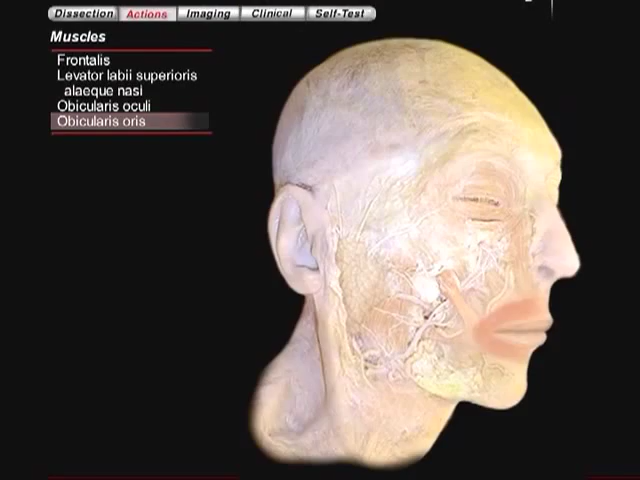 Dissection Actions Imaging Clinical Self-Test
Muscles
Frontalis
Levator labii superioris
alaeque nasi
Obicularis oculi
Obicularis oris